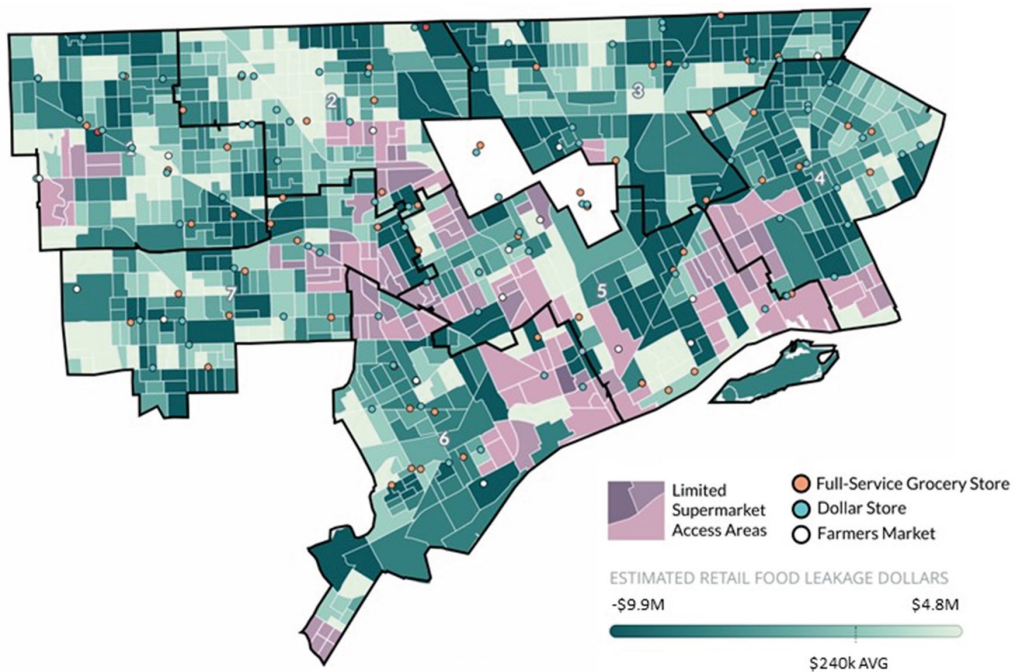 2
3
1
4
7
5
6
Limited
Supermarket
Access Areas
Full-Service Grocery Store
Dollar Store
Farmers Market
ESTIMATED RETAIL FOOD LEAKAGE DOLLARS
-$9.9M
$4.8M
$240k AVG